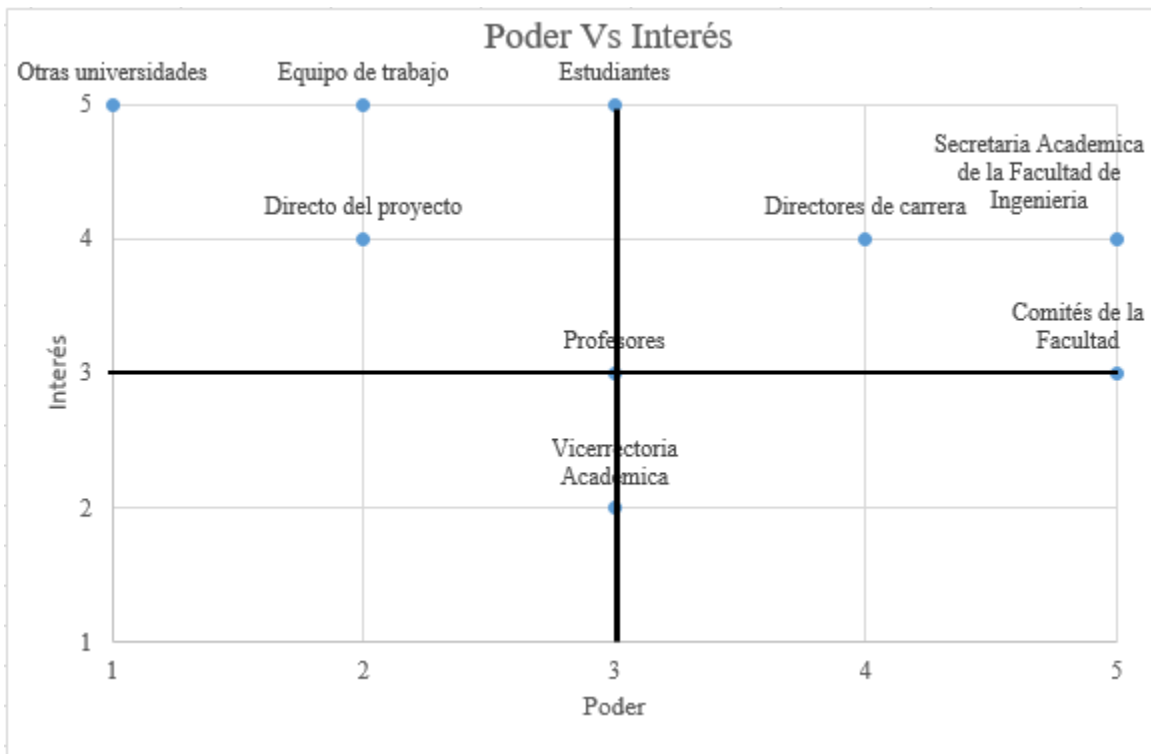 Poder Vs Interés
Otras universidades
Equipo de trabajo
Estudiantes
5
Secretaria Academica
de la Facultad de
Ingenieria
Directo del proyecto
Directores de carrera
4
Comités de la
Facultad
Profesores
Interés
3
Vicerrectoria
Académica
2
1
1
2
3
4
5
Poder